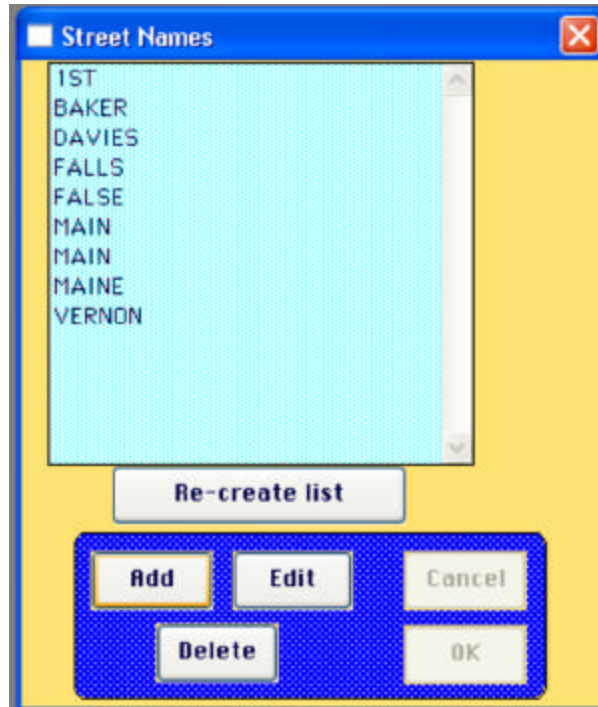 Street Names
1ST
BAKER
DAVIES
FALLS
FALSE
MAIN
MAIN
MAINE
VERNON
Re-create list
Add
Edit
Cancel
Delete
OK